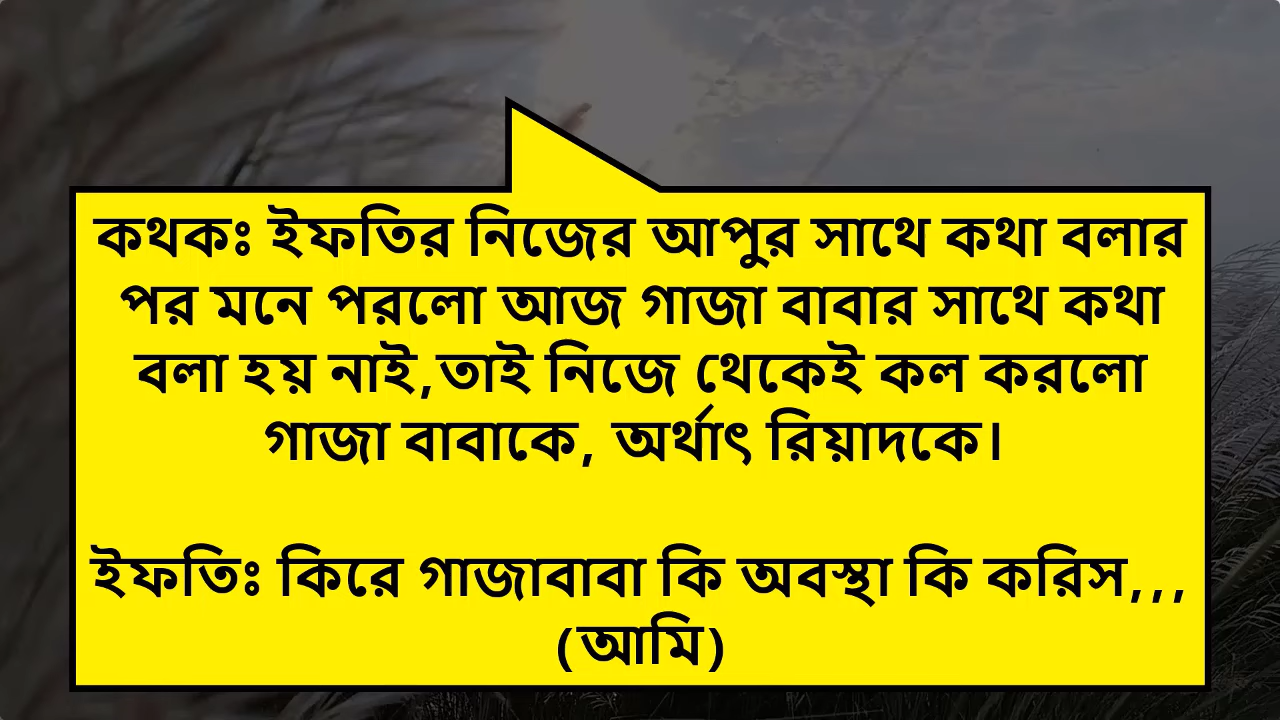 কথকঃ ইফতির নিজের আপুর সাথে কথা বলার
পর মনে পরলো আজ গাজা বাবার সাথে কথা
বলা হয় নাই,তাই নিজে থেকেই কল করলো
গাজা বাবাকে, অর্থাৎ রিয়াদকে।
ইফতিঃ কিরে গাজাবাবা কি অবস্থা কি করিস,,,
(আমি)